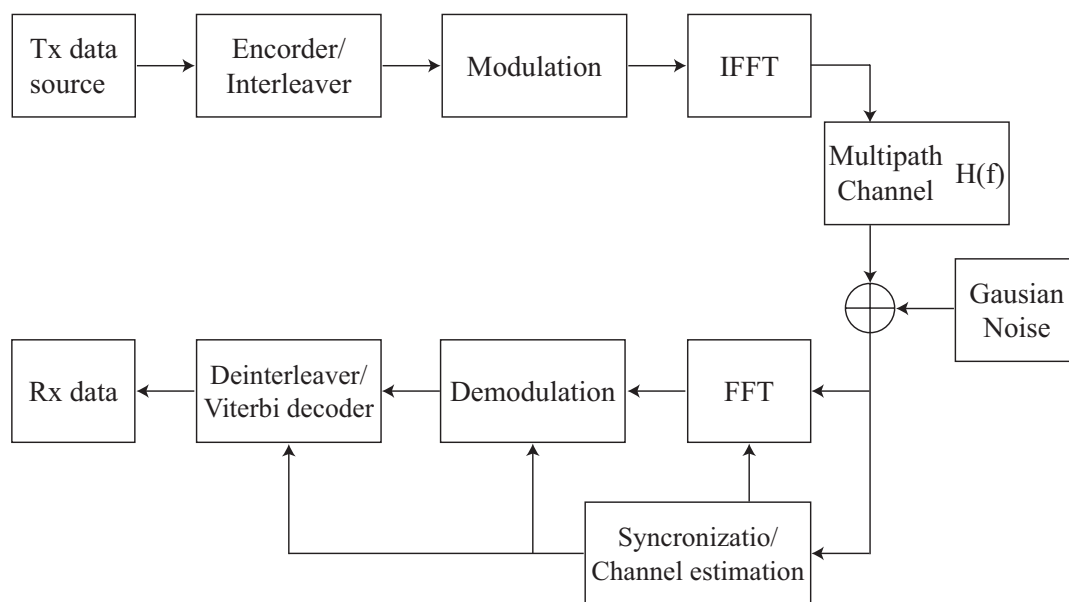 Tx data
source
Encorder/
Interleaver
Modulation
IFFT
Multipath
Channel
H(f)
Gausian
Noise
Rx data
Deinterleaver/
Viterbi decoder
Demodulation
FFT
Syncronizatio/
Channel estimation